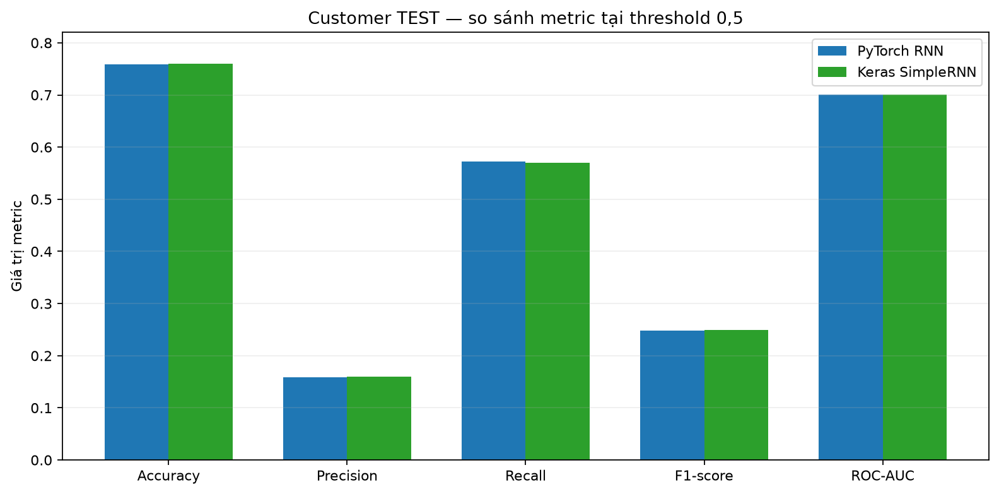 Customer TEST — so sánh metric tại threshold 0,5
PyTorch RNN
Keras SimpleRNN
Giá trị metric
0.8
0.7
0.6
0.5
0.4
0.3
0.2
0.1
0.0
Accuracy
Precision
Recall
F1-score
ROC-AUC